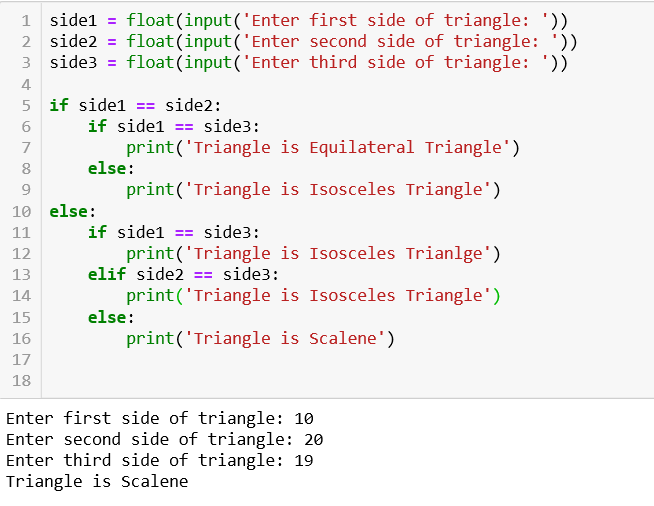 1 side1 = float(input('Enter first side of triangle: '))
2 side2 = float(input('Enter second side of triangle: '))
3 side3 = float(input('Enter third side of triangle: '))
4
5 if side1 == side2:
6     if side1 == side3:
7         print('Triangle is Equilateral Triangle')
8     else:
9         print('Triangle is Isosceles Triangle')
10 else:
11     if side1 == side3:
12         print('Triangle is Isosceles Trianlge')
13     elif side2 == side3:
14         print('Triangle is Isosceles Triangle')
15     else:
16         print('Triangle is Scalene')
17
18
Enter first side of triangle: 10
Enter second side of triangle: 20
Enter third side of triangle: 19
Triangle is Scalene